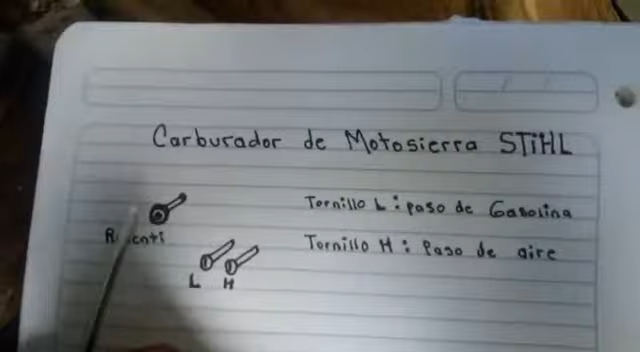 Carburador de Motosierra STIHL
Tornillo L : paso de Gasolina
Tornillo H : Paso de aire
L H